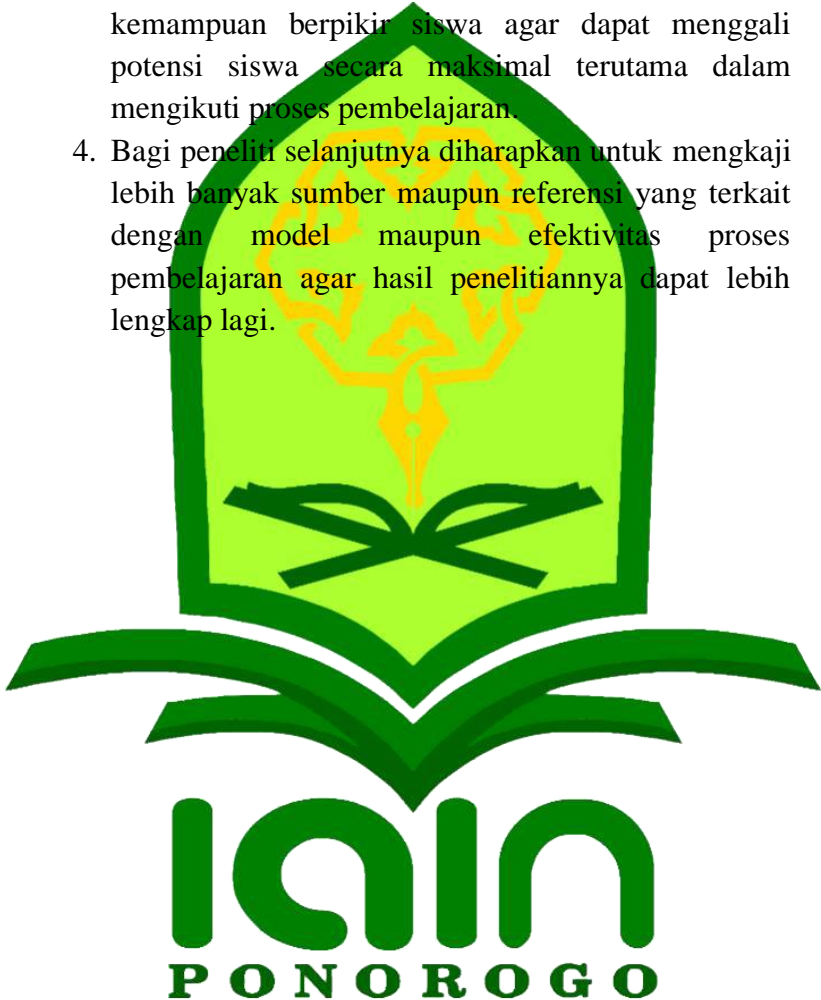 kemampuan berpikir siswa agar dapat menggali
potensi siswa secara maksimal terutama dalam
mengikuti proses pembelajaran.
4. Bagi peneliti selanjutnya diharapkan untuk mengkaji
lebih banyak sumber maupun referensi yang terkait
dengan model maupun efektivitas proses
pembelajaran agar hasil penelitiannya dapat lebih
lengkap lagi.
iain
PONOROGO